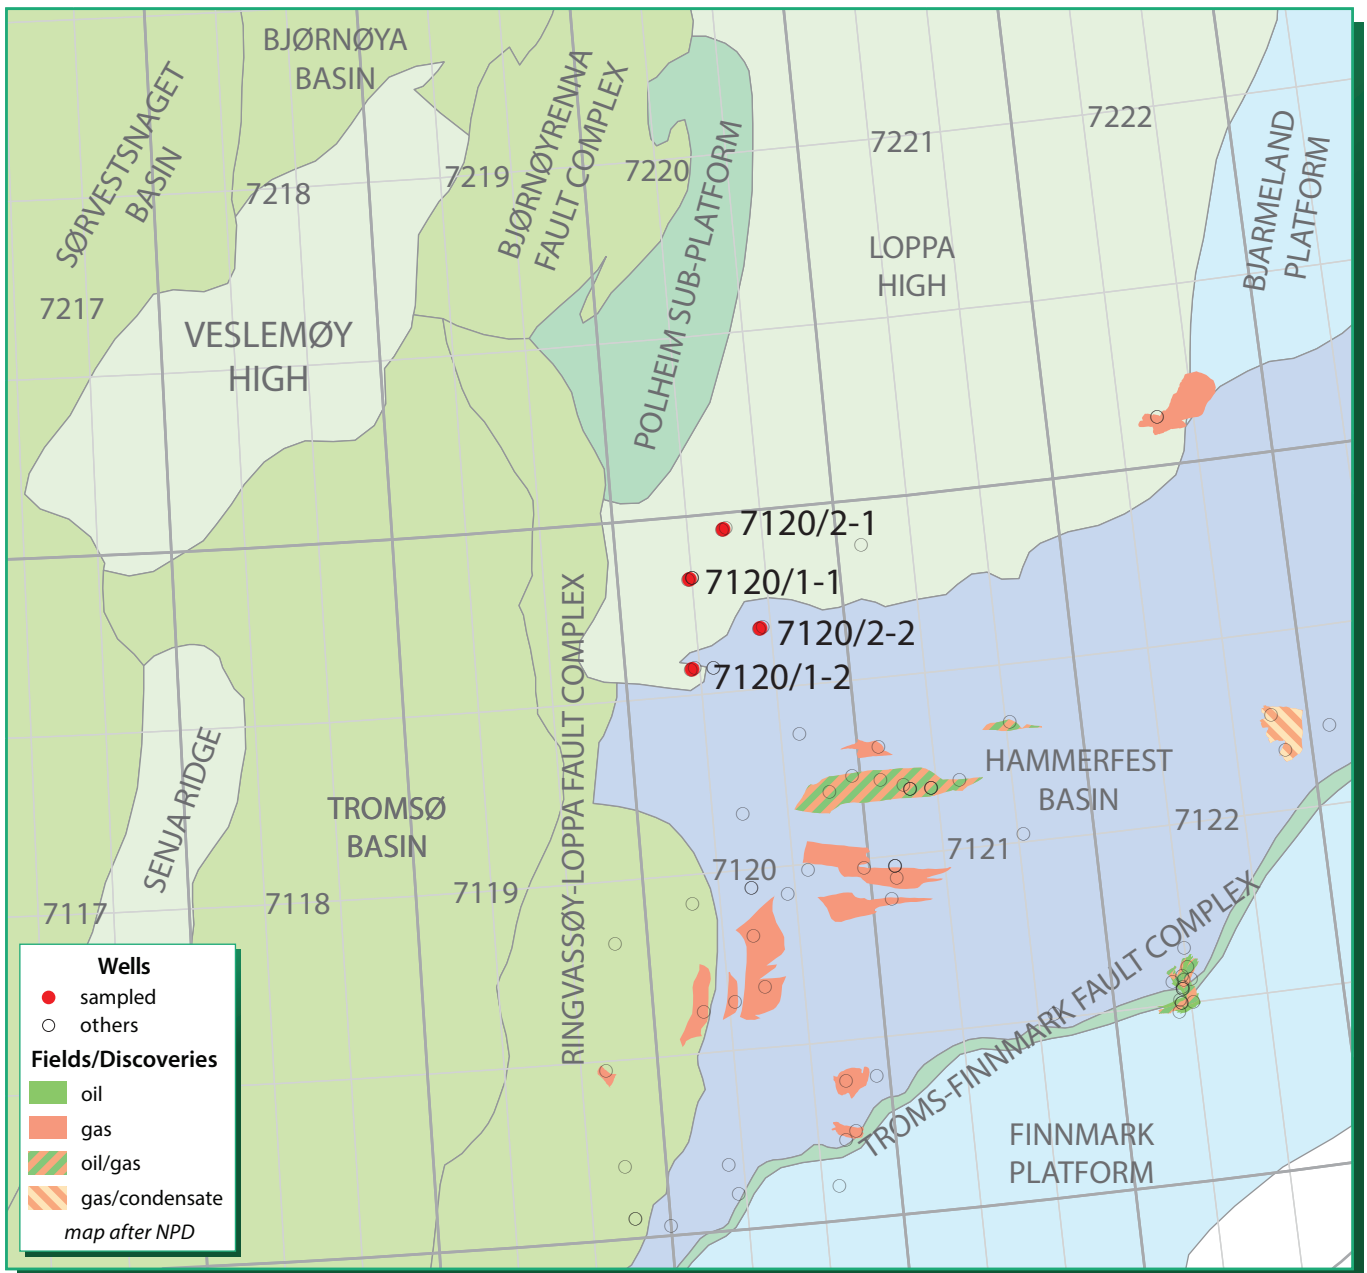 BJØRNØYA
BASIN
SØRVESTSNAGET
BASIN
BJØRNØYRENNA
FAULT COMPLEX
7222
7221
7220
7219
7218
7217
POLHEIM SUB-PLATFORM
BJARMELAND
PLATFORM
LOPPA
HIGH
VESLEMØY
HIGH
7120/2-1
7120/1-1
7120/2-2
7120/1-2
RINGVASSØY-LOPPA FAULT COMPLEX
SENJA RIDGE
TROMSØ
BASIN
HAMMERFEST
BASIN
7122
7121
7120
7119
7118
7117
TROMS-FINNMARK FAULT COMPLEX
FINNMARK
PLATFORM
Wells
sampled
others
Fields/Discoveries
oil
gas
oil/gas
gas/condensate
map after NPD